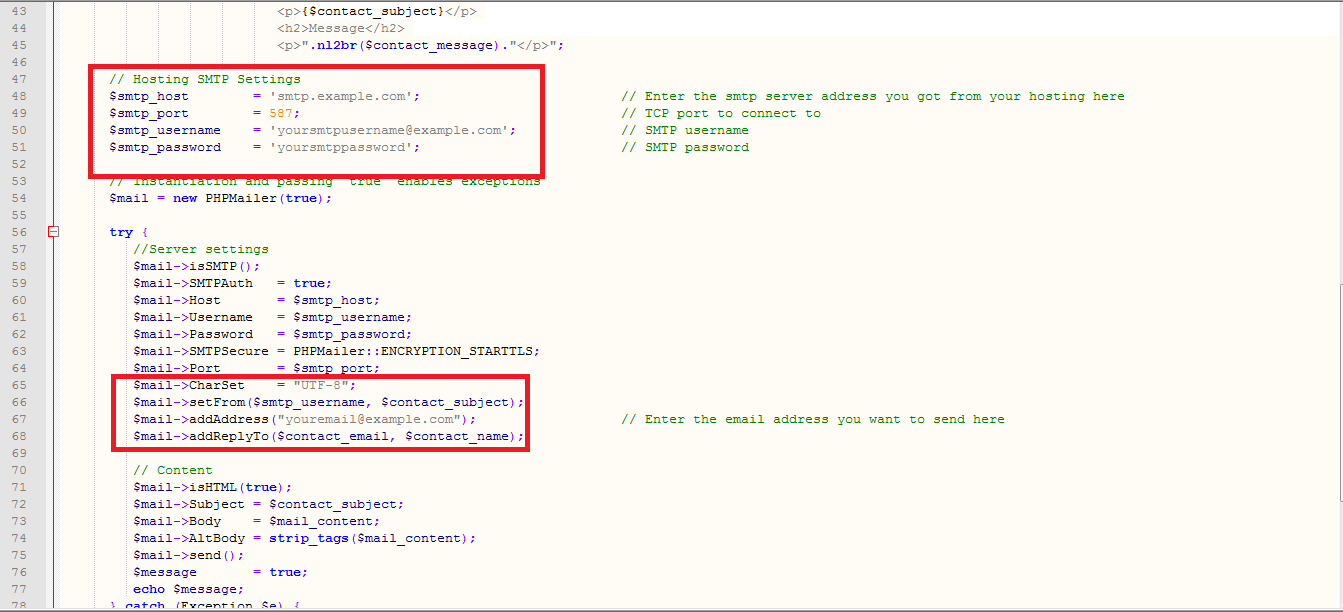 43 <p>{$contact_subject}</p>
44 <h2>Message</h2>
45 <p>".nl2br($contact_message)."</p>";
46
47 // Hosting SMTP Settings
48 $smtp_host = 'smtp.example.com'; // Enter the smtp server address you got from your hosting here
49 $smtp_port = 587; // TCP port to connect to
50 $smtp_username = 'yoursmtpusername@example.com'; // SMTP username
51 $smtp_password = 'yoursmtppassword'; // SMTP password
52
53 // Instantiation and passing `true` enables exceptions
54 $mail = new PHPMailer(true);
55
56 try {
57 //Server settings
58 $mail->isSMTP();
59 $mail->SMTPAuth = true;
60 $mail->Host = $smtp_host;
61 $mail->Username = $smtp_username;
62 $mail->Password = $smtp_password;
63 $mail->SMTPSecure = PHPMailer::ENCRYPTION_STARTTLS;
64 $mail->Port = $smtp_port;
65 $mail->CharSet = "UTF-8";
66 $mail->setFrom($smtp_username, $contact_subject);
67 $mail->addAddress("youremail@example.com"); // Enter the email address you want to send here
68 $mail->addReplyTo($contact_email, $contact_name);
69
70 // Content
71 $mail->isHTML(true);
72 $mail->Subject = $contact_subject;
73 $mail->Body = $mail_content;
74 $mail->AltBody = strip_tags($mail_content);
75 $mail->send();
76 $message = true;
77 echo $message;
78 } catch (Exception $e) {